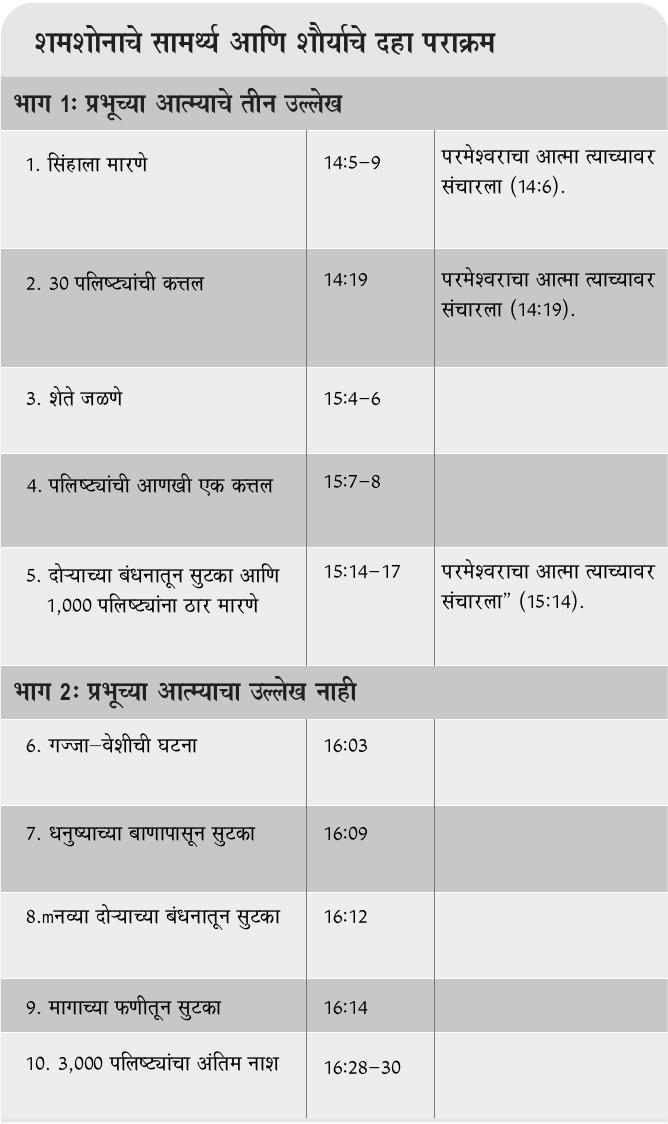 शमशोनाचे सामर्थ्य आणि शौर्याचे दहा पराक्रम
भाग 1: प्रभूच्या आत्म्याचे तीन उल्लेख
1. सिंहाला मारणे
14:5–9
परमेश्वराचा आत्मा त्याच्यावर
संचारला (14:6).
2. 30 पलिष्ट्यांची कत्तल
14:19
परमेश्वराचा आत्मा त्याच्यावर
संचारला (14:19).
3. शेते जळणे
15:4–6
4. पलिष्ट्यांची आणखी एक कत्तल
15:7–8
5. दोऱ्याच्या बंधनातून सुटका आणि
1,000 पलिष्ट्यांना ठार मारणे
15:14–17
परमेश्वराचा आत्मा त्याच्यावर
संचारला” (15:14).
भाग 2: प्रभूच्या आत्म्याचा उल्लेख नाही
6. गज्जा–वेशीची घटना
16:03
7. धनुष्याच्या बाणापासून सुटका
16:09
8.mनव्या दोऱ्याच्या बंधनातून सुटका
16:12
9. मागाच्या फणीतून सुटका
16:14
10. 3,000 पलिष्ट्यांचा अंतिम नाश
16:28–30